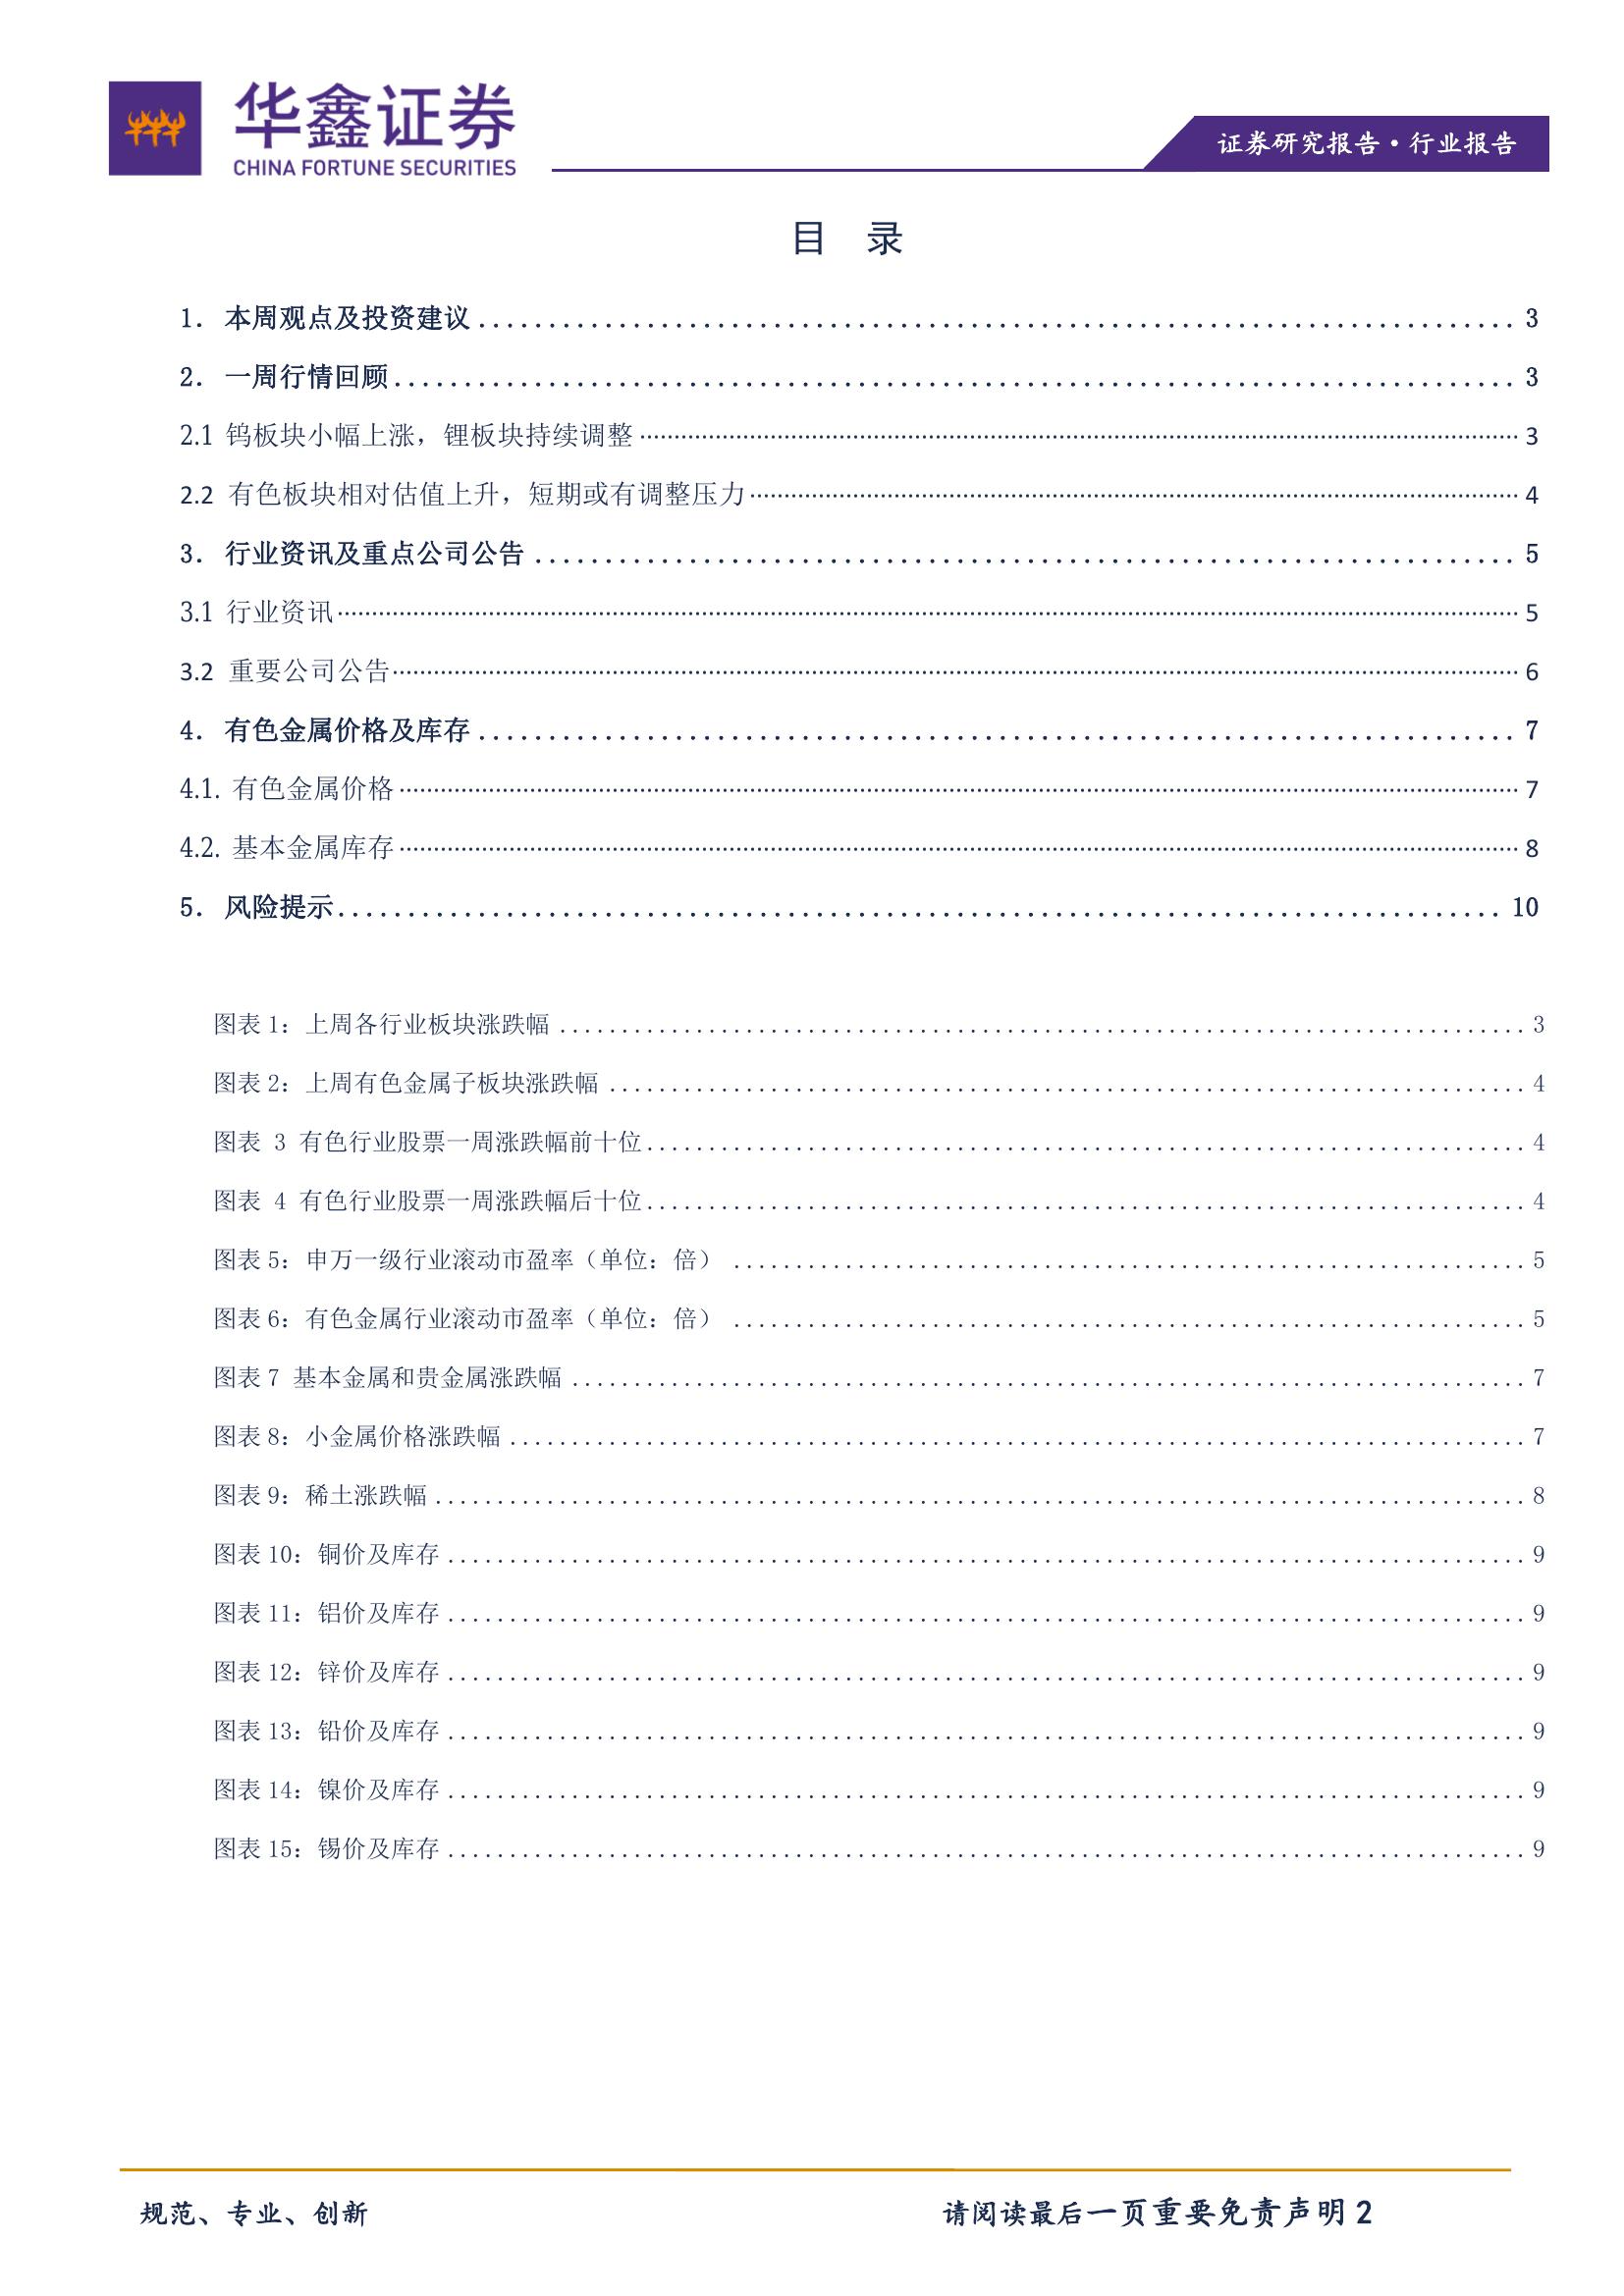 华鑫证券
CHINA FORTUNE SECURITIES
证券研究报告·行业报告
目 录
1. 本周观点及投资建议 3
2. 一周行情回顾 3
2.1 钨板块小幅上涨，锂板块持续调整 3
2.2 有色板块相对估值上升，短期或有调整压力 4
3. 行业资讯及重点公司公告 5
3.1 行业资讯 5
3.2 重要公司公告 6
4. 有色金属价格及库存 7
4.1. 有色金属价格 7
4.2. 基本金属库存 8
5. 风险提示 10
图表 1：上周各行业板块涨跌幅 3
图表 2：上周有色金属子板块涨跌幅 4
图表 3 有色行业股票一周涨跌幅前十位 4
图表 4 有色行业股票一周涨跌幅后十位 4
图表 5：申万一级行业滚动市盈率（单位：倍） 5
图表 6：有色金属行业滚动市盈率（单位：倍） 5
图表 7 基本金属和贵金属涨跌幅 7
图表 8：小金属价格涨跌幅 7
图表 9：稀土涨跌幅 8
图表 10：铜价及库存 9
图表 11：铝价及库存 9
图表 12：锌价及库存 9
图表 13：铅价及库存 9
图表 14：镍价及库存 9
图表 15：锡价及库存 9
规范、专业、创新 请阅读最后一页重要免责声明 2